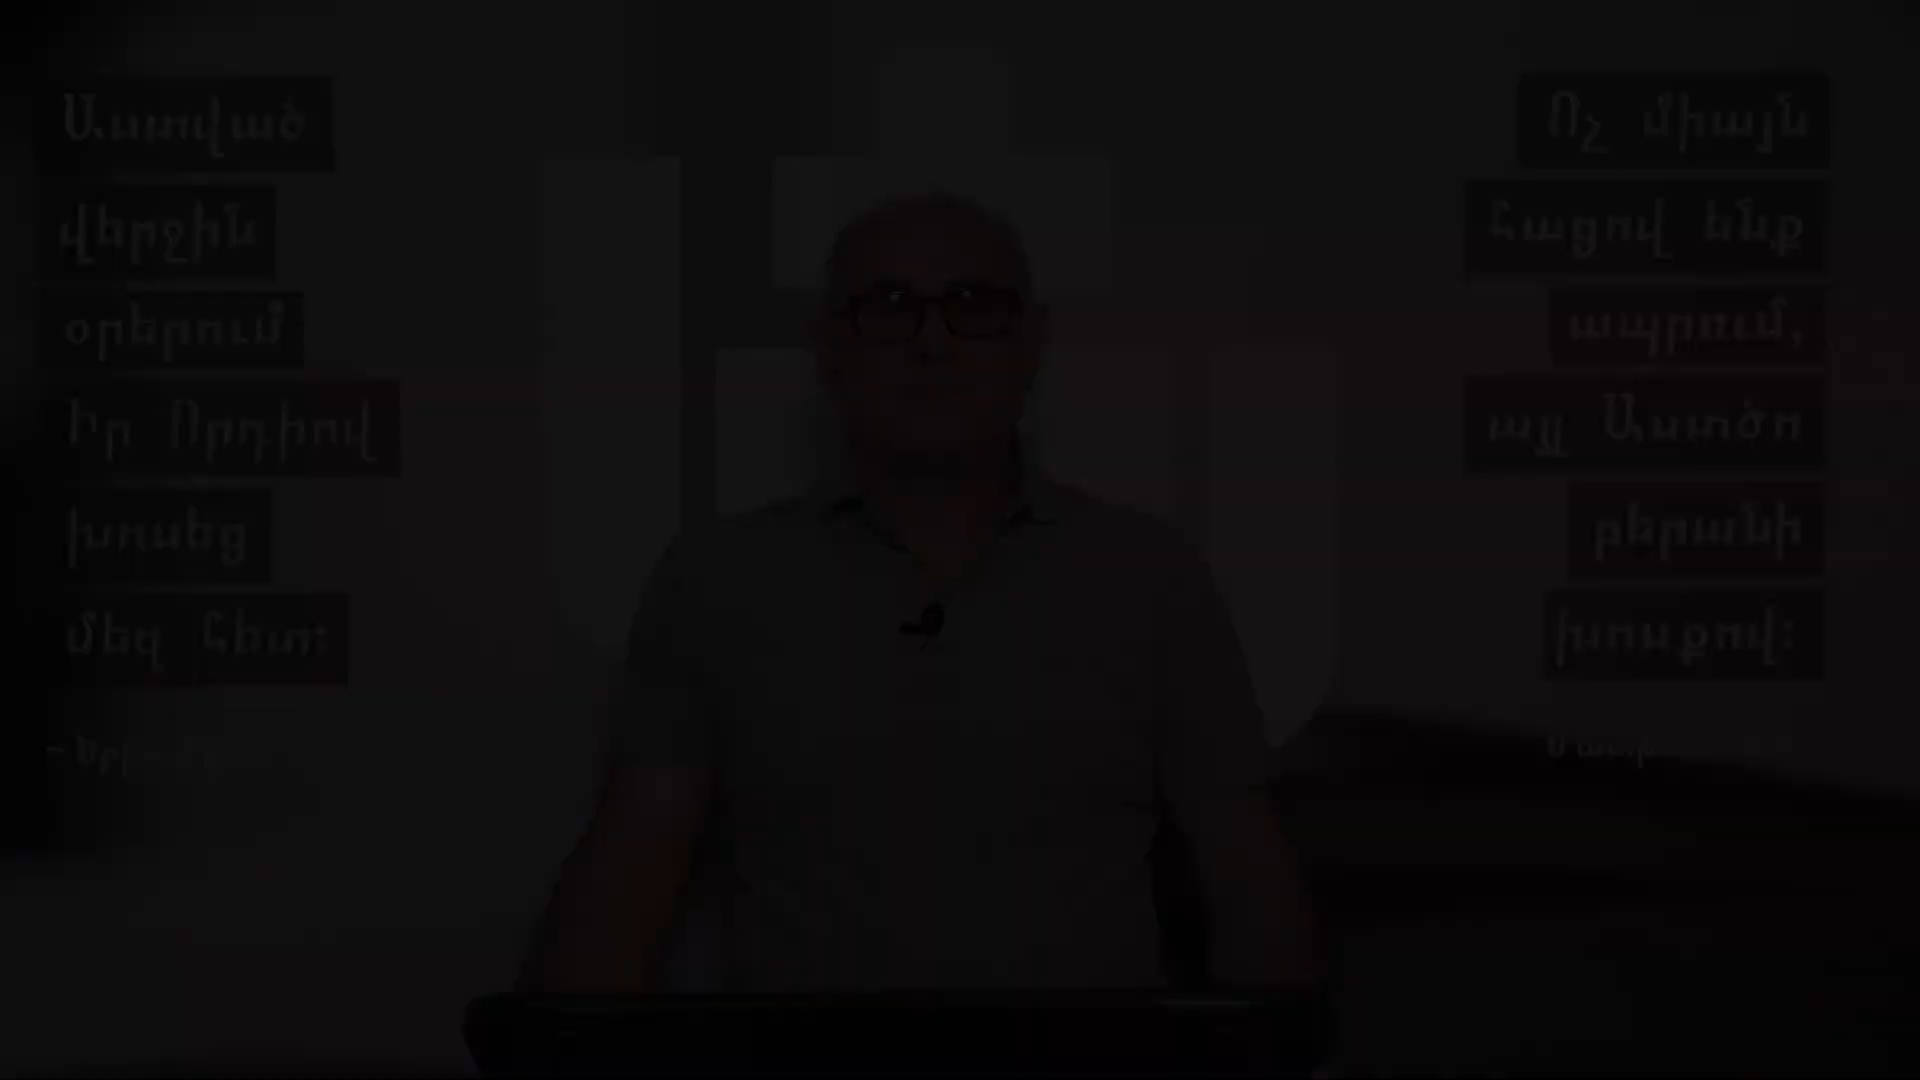 Աստված
վերջին
օրերում
Իր Որդիով
խոսեց
մեզ հետ:
Ոչ միայն
հացով ենք
ապրում,
այլ Աստծո
բերանի
խոսքով: